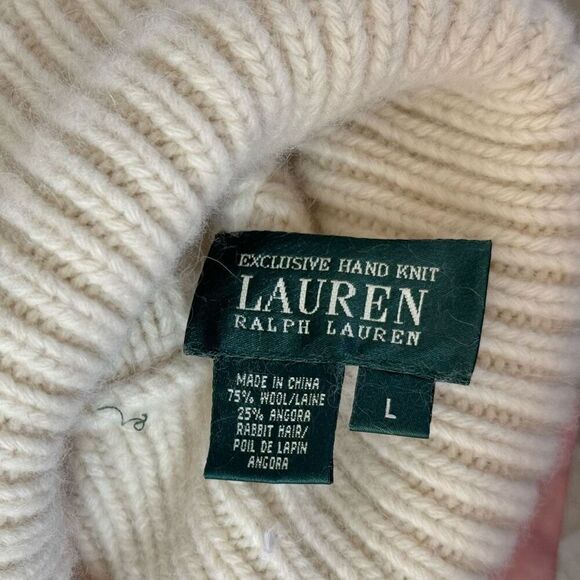 EXCLUSIVE HAND KNIT
LAUREN
RALPH LAUREN
MADE IN CHINA
75% WOOL/LAINE
25% ANGORA
RABBIT HAIR/
POIL DE LAPIN
ANGORA
L